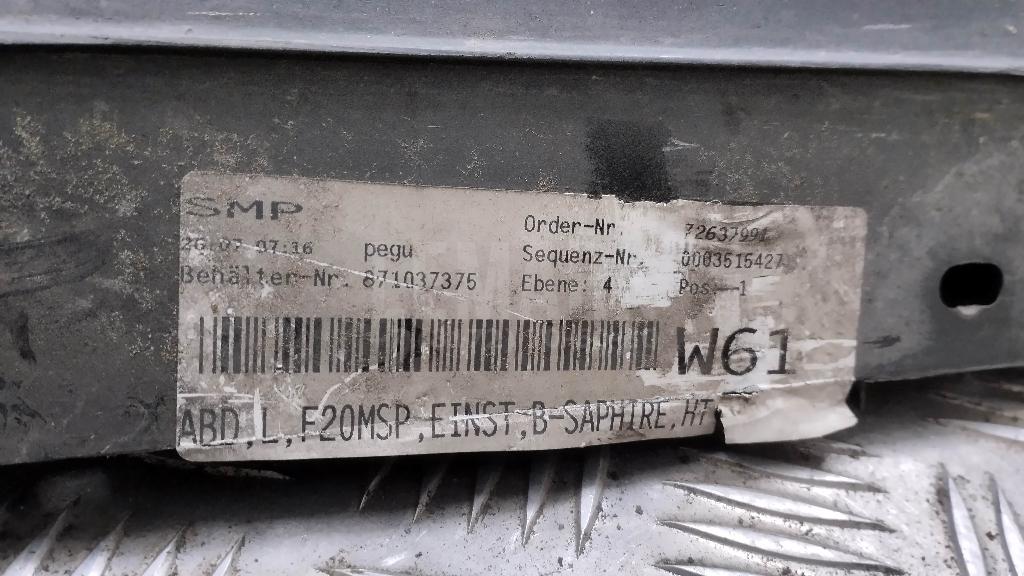 SMP
26.07 07:16 pegu
Behälter-Nr. 871037375
Order-Nr. 72637991
Sequenz-Nr. 0003515427
Ebene: 4 Pos. 1
W61
ABD,L,F20MSP,EINST,B-SAPHIRE,HT